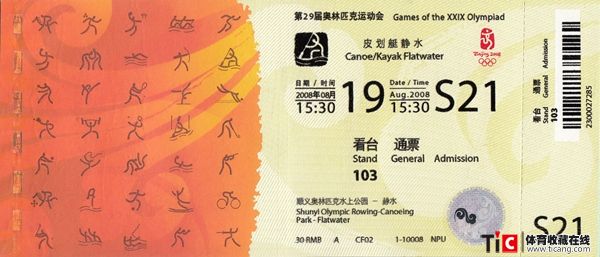 第29届奥林匹克运动会 Games of the XXIX Olympiad
皮划艇静水
Canoe/Kayak Flatwater
Beijing 2008
日期 / 时间
2008年08月
15:30
19
Date / Time
Aug.2008
15:30
S21
看台 通票
Stand General Admission
103
顺义奥林匹克水上公园 - 静水
Shunyi Olympic Rowing-Canoeing
Park - Flatwater
30-RMB A CF02 1-10008 NPU
看台 通票
Stand General Admission
103
2300027285
S21
TiC 体育收藏在线
www.ticang.com